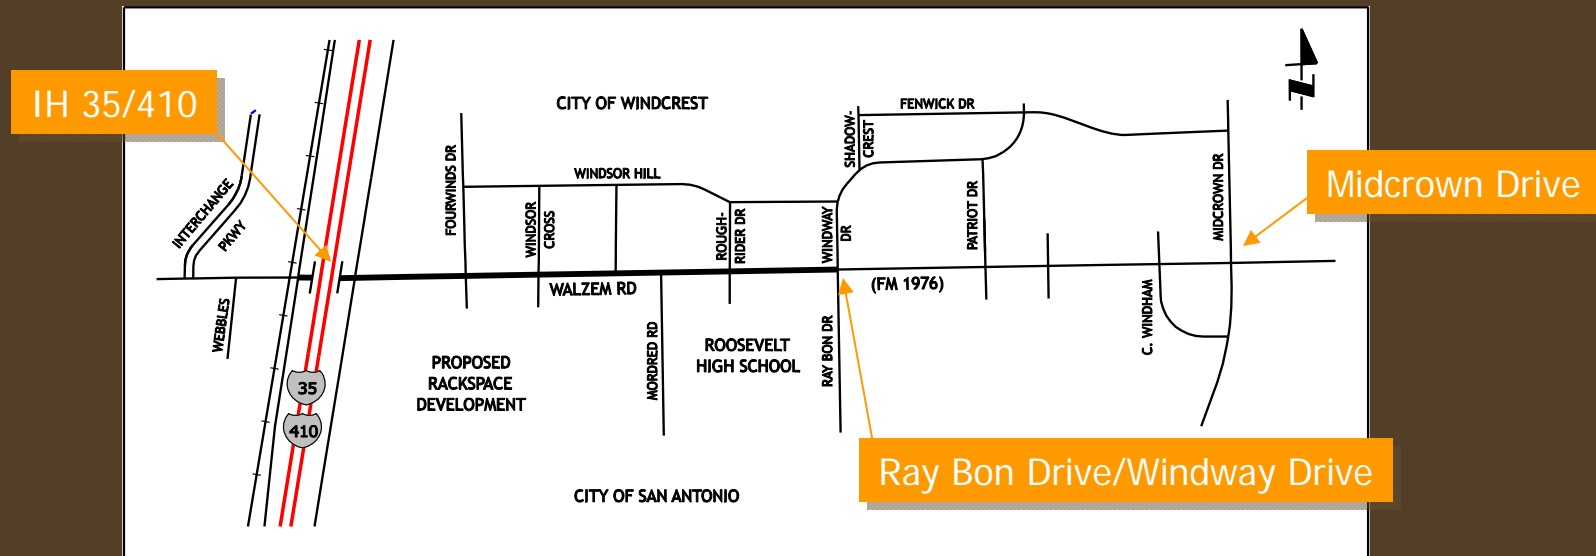 IH 35/410
CITY OF WINDCREST
FENWICK DR
SHADOW-
CREST
N
INTERCHANGE
PKWY
FOURWINDS DR
WINDSOR HILL
WINDSOR
CROSS
ROUGH-
RIDER DR
WINDWAY
DR
PATRIOT DR
MIDCROWN DR
Midcrown Drive
WEBBLES
WALZEM RD
(FM 1976)
MORDRED RD
ROOSEVELT
HIGH SCHOOL
RAY BON DR
C. WINDHAM
PROPOSED
RACKSPACE
DEVELOPMENT
35
410
Ray Bon Drive/Windway Drive
CITY OF SAN ANTONIO